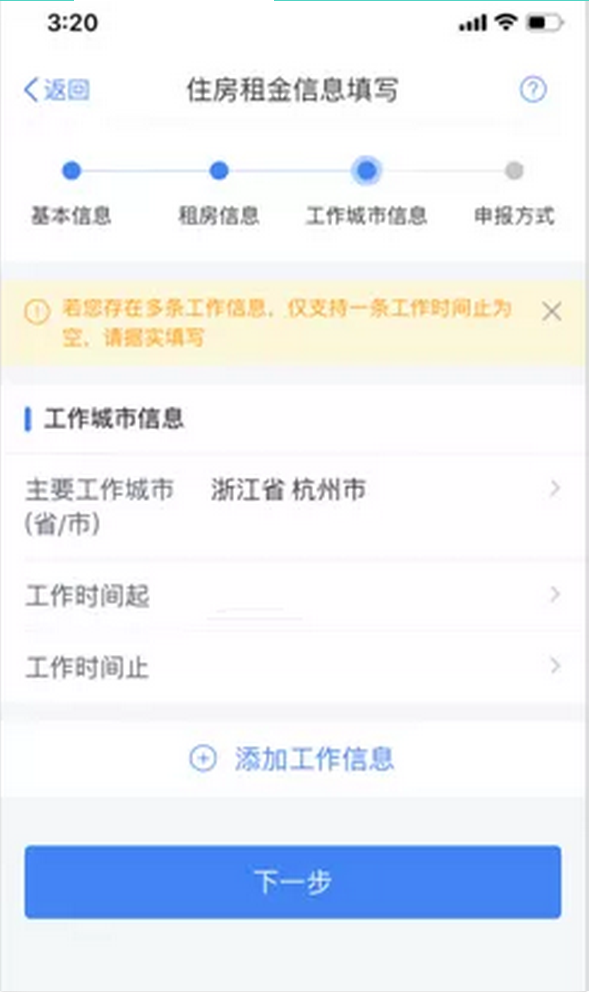 3:20
返回
住房租金信息填写
?
基本信息
租房信息
工作城市信息
申报方式
若您存在多条工作信息，仅支持一条工作时间止为
空，请据实填写
工作城市信息
主要工作城市
(省/市)
浙江省 杭州市
工作时间起
工作时间止
添加工作信息
下一步